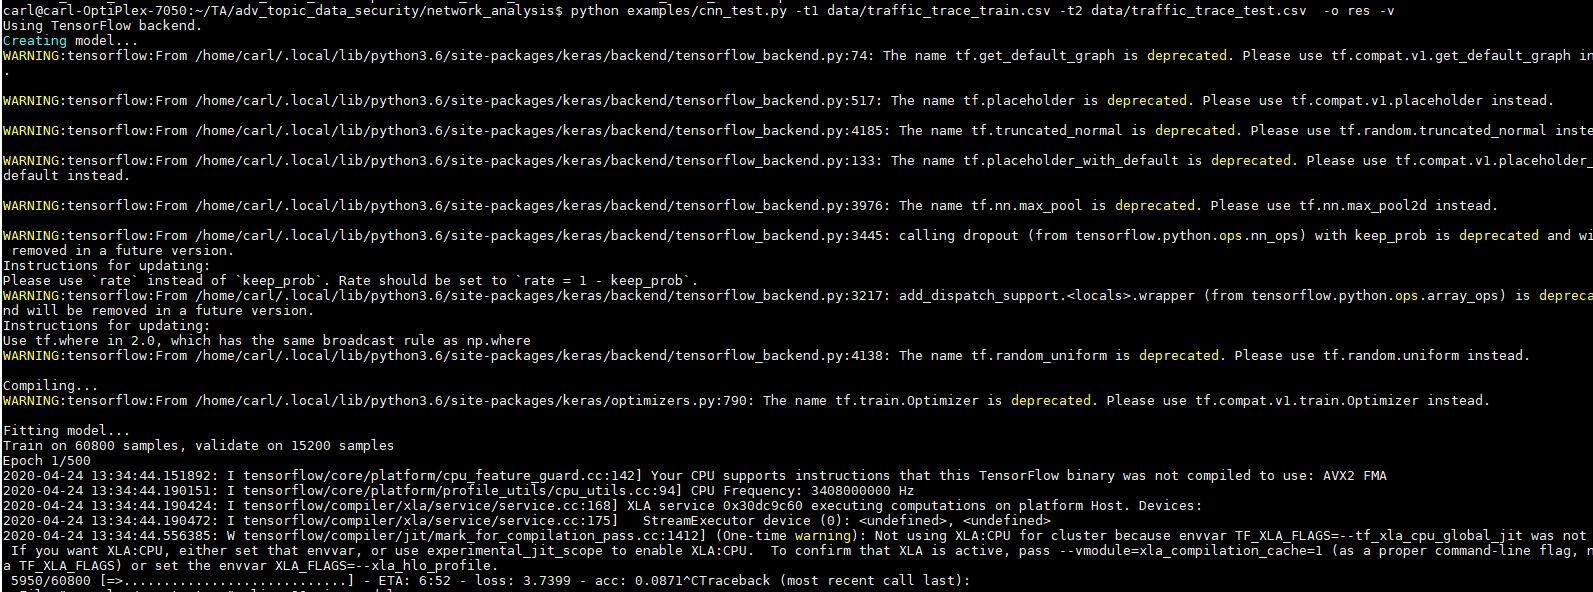 carl@carl-OptiPlex-7050:~/TA/adv_topic_data_security/network_analysis$ python examples/cnn_test.py -t1 data/traffic_trace_train.csv -t2 data/traffic_trace_test.csv  -o res -v
Using TensorFlow backend.
Creating model...
WARNING:tensorflow:From /home/carl/.local/lib/python3.6/site-packages/keras/backend/tensorflow_backend.py:74: The name tf.get_default_graph is deprecated. Please use tf.compat.v1.get_default_graph in
.
WARNING:tensorflow:From /home/carl/.local/lib/python3.6/site-packages/keras/backend/tensorflow_backend.py:517: The name tf.placeholder is deprecated. Please use tf.compat.v1.placeholder instead.
WARNING:tensorflow:From /home/carl/.local/lib/python3.6/site-packages/keras/backend/tensorflow_backend.py:4185: The name tf.truncated_normal is deprecated. Please use tf.random.truncated_normal inste
WARNING:tensorflow:From /home/carl/.local/lib/python3.6/site-packages/keras/backend/tensorflow_backend.py:133: The name tf.placeholder_with_default is deprecated. Please use tf.compat.v1.placeholder_
default instead.
WARNING:tensorflow:From /home/carl/.local/lib/python3.6/site-packages/keras/backend/tensorflow_backend.py:3976: The name tf.nn.max_pool is deprecated. Please use tf.nn.max_pool2d instead.
WARNING:tensorflow:From /home/carl/.local/lib/python3.6/site-packages/keras/backend/tensorflow_backend.py:3445: calling dropout (from tensorflow.python.ops.nn_ops) with keep_prob is deprecated and wi
 removed in a future version.
Instructions for updating:
Please use `rate` instead of `keep_prob`. Rate should be set to `rate = 1 - keep_prob`.
WARNING:tensorflow:From /home/carl/.local/lib/python3.6/site-packages/keras/backend/tensorflow_backend.py:3217: add_dispatch_support.<locals>.wrapper (from tensorflow.python.ops.array_ops) is depreca
nd will be removed in a future version.
Instructions for updating:
Use tf.where in 2.0, which has the same broadcast rule as np.where
WARNING:tensorflow:From /home/carl/.local/lib/python3.6/site-packages/keras/backend/tensorflow_backend.py:4138: The name tf.random_uniform is deprecated. Please use tf.random.uniform instead.
Compiling...
WARNING:tensorflow:From /home/carl/.local/lib/python3.6/site-packages/keras/optimizers.py:790: The name tf.train.Optimizer is deprecated. Please use tf.compat.v1.train.Optimizer instead.
Fitting model...
Train on 60800 samples, validate on 15200 samples
Epoch 1/500
2020-04-24 13:34:44.151892: I tensorflow/core/platform/cpu_feature_guard.cc:142] Your CPU supports instructions that this TensorFlow binary was not compiled to use: AVX2 FMA
2020-04-24 13:34:44.190151: I tensorflow/core/platform/profile_utils/cpu_utils.cc:94] CPU Frequency: 3408000000 Hz
2020-04-24 13:34:44.190424: I tensorflow/compiler/xla/service/service.cc:168] XLA service 0x30dc9c60 executing computations on platform Host. Devices:
2020-04-24 13:34:44.190472: I tensorflow/compiler/xla/service/service.cc:175]   StreamExecutor device (0): <undefined>, <undefined>
2020-04-24 13:34:44.556385: W tensorflow/compiler/jit/mark_for_compilation_pass.cc:1412] (One-time warning): Not using XLA:CPU for cluster because envvar TF_XLA_FLAGS=--tf_xla_cpu_global_jit was not
 If you want XLA:CPU, either set that envvar, or use experimental_jit_scope to enable XLA:CPU.  To confirm that XLA is active, pass --vmodule=xla_compilation_cache=1 (as a proper command-line flag, n
a TF_XLA_FLAGS) or set the envvar XLA_FLAGS=--xla_hlo_profile.
 5950/60800 [=>............................] - ETA: 6:52 - loss: 3.7399 - acc: 0.0871^CTraceback (most recent call last):